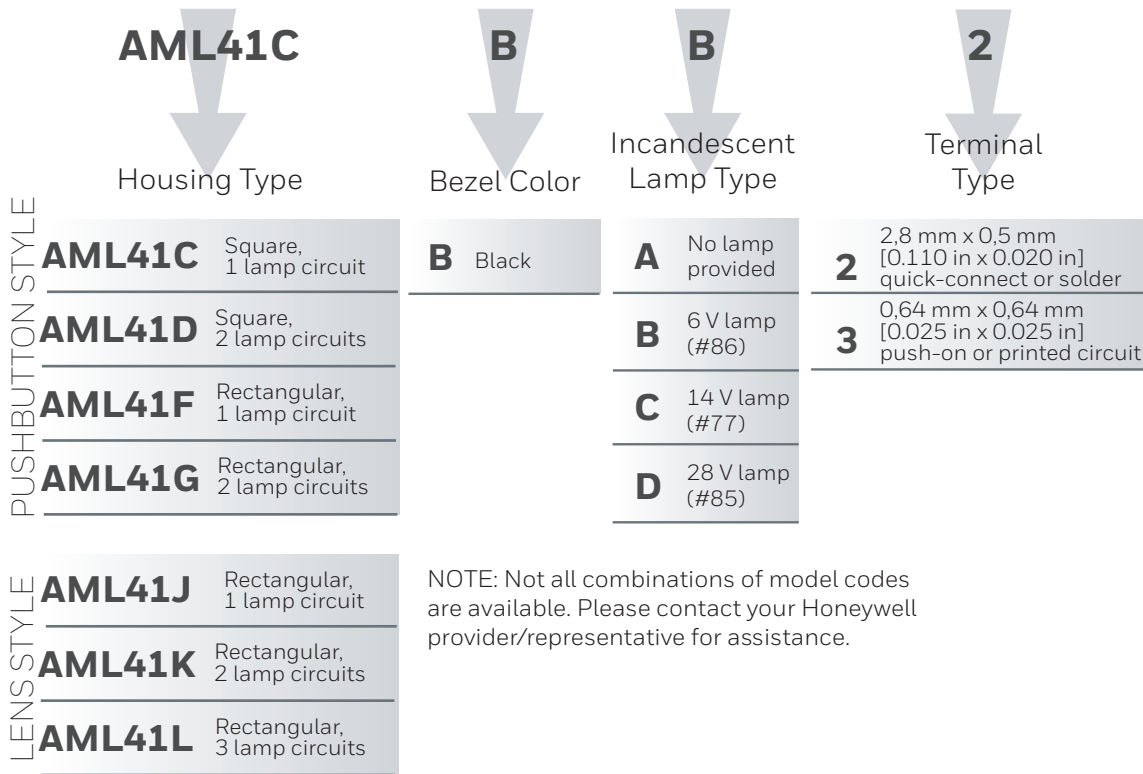 AML41C B B 2
Housing Type
Bezel Color
Incandescent
Lamp Type
Terminal
Type
PUSHBUTTON STYLE
AML41C Square,
1 lamp circuit
AML41D Square,
2 lamp circuits
AML41F Rectangular,
1 lamp circuit
AML41G Rectangular,
2 lamp circuits
B Black
A No lamp
provided
B 6 V lamp
(#86)
C 14 V lamp
(#77)
D 28 V lamp
(#85)
2 2,8 mm x 0,5 mm
[0.110 in x 0.020 in]
quick-connect or solder
3 0,64 mm x 0,64 mm
[0.025 in x 0.025 in]
push-on or printed circuit
LENS STYLE
AML41J Rectangular,
1 lamp circuit
AML41K Rectangular,
2 lamp circuits
AML41L Rectangular,
3 lamp circuits
NOTE: Not all combinations of model codes
are available. Please contact your Honeywell
provider/representative for assistance.